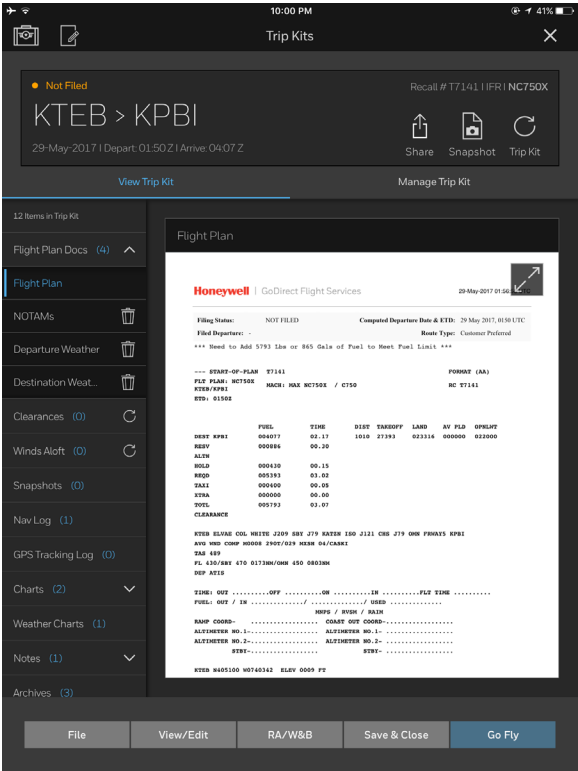 10:00 PM
41%
Trip Kits
Not Filed
Recall # T7141 I IFR I NC750X
KTEB > KPBI
29-May-2017 I Depart: 01:50 Z I Arrive: 04:07 Z
Share Snapshot Trip Kit
View Trip Kit Manage Trip Kit
12 Items in Trip Kit
Flight Plan Docs (4)
Flight Plan
NOTAMs
Departure Weather
Destination Weat...
Clearances (0)
Winds Aloft (0)
Snapshots (0)
Nav Log (1)
GPS Tracking Log (0)
Charts (2)
Weather Charts (1)
Notes (1)
Archives (3)
Flight Plan
Honeywell | GoDirect Flight Services 29-May-2017 01:50 UTC
Filing Status: NOT FILED Computed Departure Date & ETD: 29 May 2017, 0150 UTC
Filed Departure: - Route Type: Customer Preferred
*** Need to Add 5793 Lbs or 865 Gals of Fuel to Meet Fuel Limit ***
--- START-OF-PLAN T7141 FORMAT (AA)
FLT PLAN: NC750X MACH: MAX NC750X / C750 RC T7141
KTEB/KPBI
ETD: 0150Z
FUEL TIME DIST TAKEOFF LAND AV PLD OPNLWT
DEST KPBI 004077 02.17 1010 27393 023316 000000 022000
RESV 000886 00.30
ALTN
HOLD 000430 00.15
REQD 005393 03.02
TAXI 000400 00.05
XTRA 000000 00.00
TOTL 005793 03.07
CLEARANCE
KTEB ELVAE COL WHITE J209 SBY J79 KATZN ISO J121 CHS J79 OMN FRWAY5 KPBI
AVG WND COMP M0008 290T/029 MXSH 04/CASKI
TAS 489
FL 430/SBY 470 0173NM/OMN 450 0803NM
DEP ATIS
TIME: OUT ..........OFF ..........ON ..........IN ..........FLT TIME ..........
FUEL: OUT / IN ............./ ............./ USED ..............
MNPS / RVSM / RAIM
RAMP COORD- ................. COAST OUT COORD-.................
ALTIMETER NO.1-................. ALTIMETER NO.1- .................
ALTIMETER NO.2-................. ALTIMETER NO.2- .................
STBY-................. STBY- .................
KTEB N405100 W0740342 ELEV 0009 FT
File View/Edit RA/W&B Save & Close Go Fly